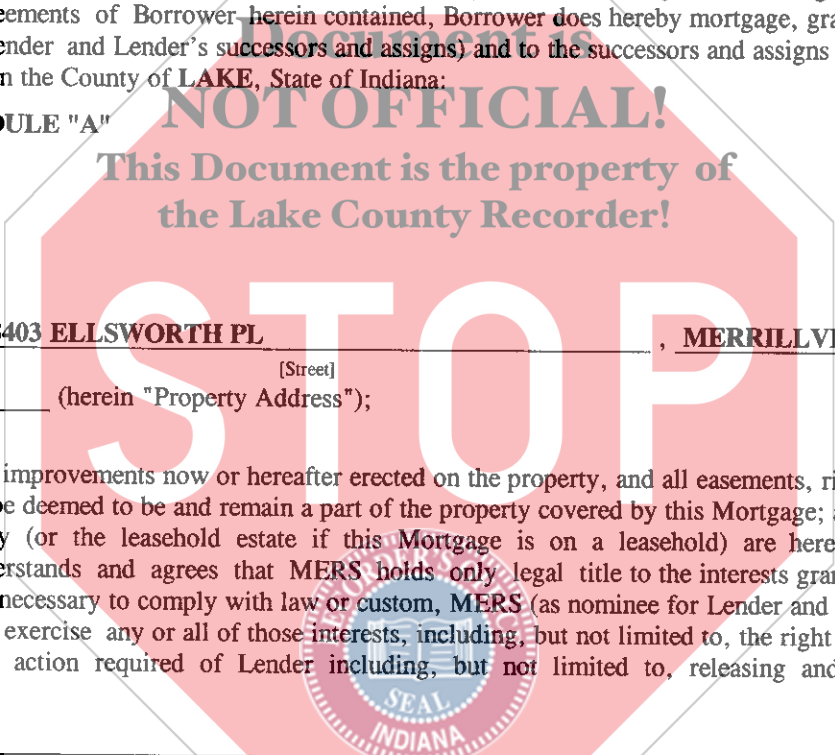 eements of Borrower herein contained, Borrower does hereby mortgage, gra
ender and Lender's successors and assigns) and to the successors and assigns
Document is
n the County of LAKE, State of Indiana:
NOT OFFICIAL!
ULE "A"
This Document is the property of
the Lake County Recorder!
STOP
403 ELLSWORTH PL , MERRILLVI
[Street]
(herein "Property Address");
improvements now or hereafter erected on the property, and all easements, ri
e deemed to be and remain a part of the property covered by this Mortgage; a
y (or the leasehold estate if this Mortgage is on a leasehold) are here
erstands and agrees that MERS holds only legal title to the interests gran
necessary to comply with law or custom, MERS (as nominee for Lender and
exercise any or all of those interests, including, but not limited to, the right
action required of Lender including, but not limited to, releasing and
SEAL
INDIANA